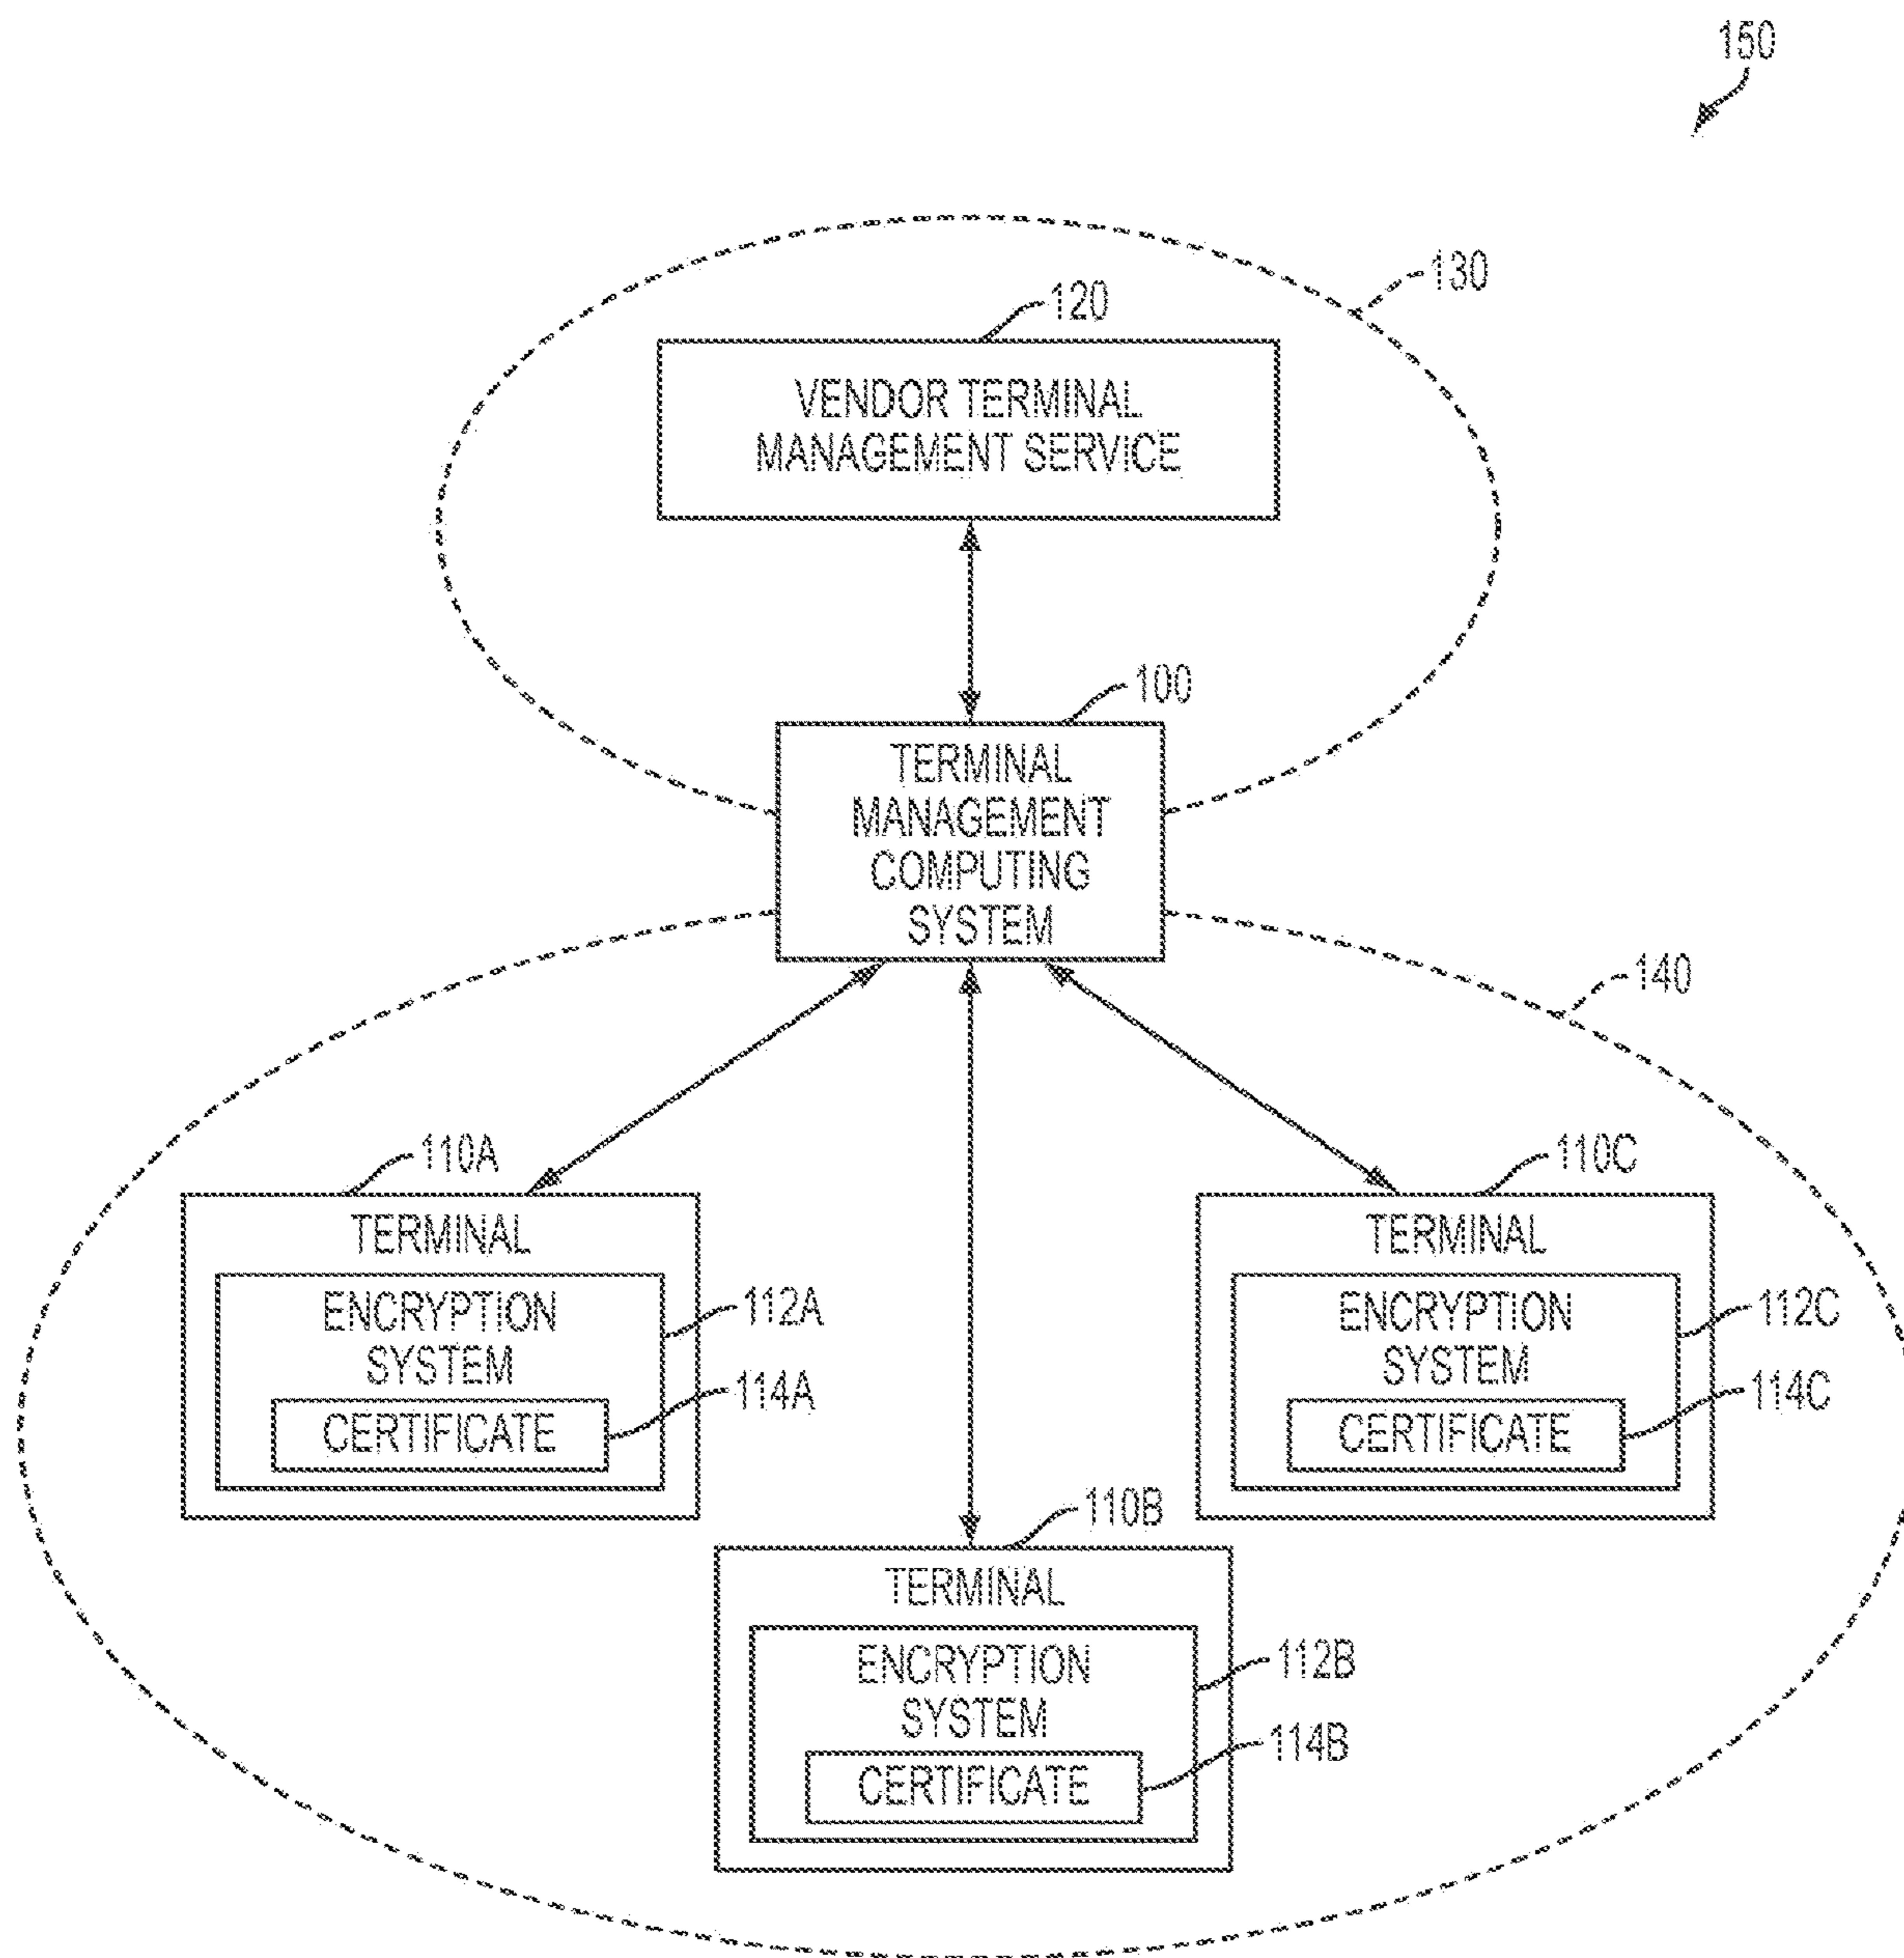 150
130
120
VENDOR TERMINAL
MANAGEMENT SERVICE
100
TERMINAL
MANAGEMENT
COMPUTING
SYSTEM
140
110A
TERMINAL
ENCRYPTION
SYSTEM
112A
114A
CERTIFICATE
110C
TERMINAL
ENCRYPTION
SYSTEM
112C
114C
CERTIFICATE
110B
TERMINAL
ENCRYPTION
SYSTEM
112B
114B
CERTIFICATE